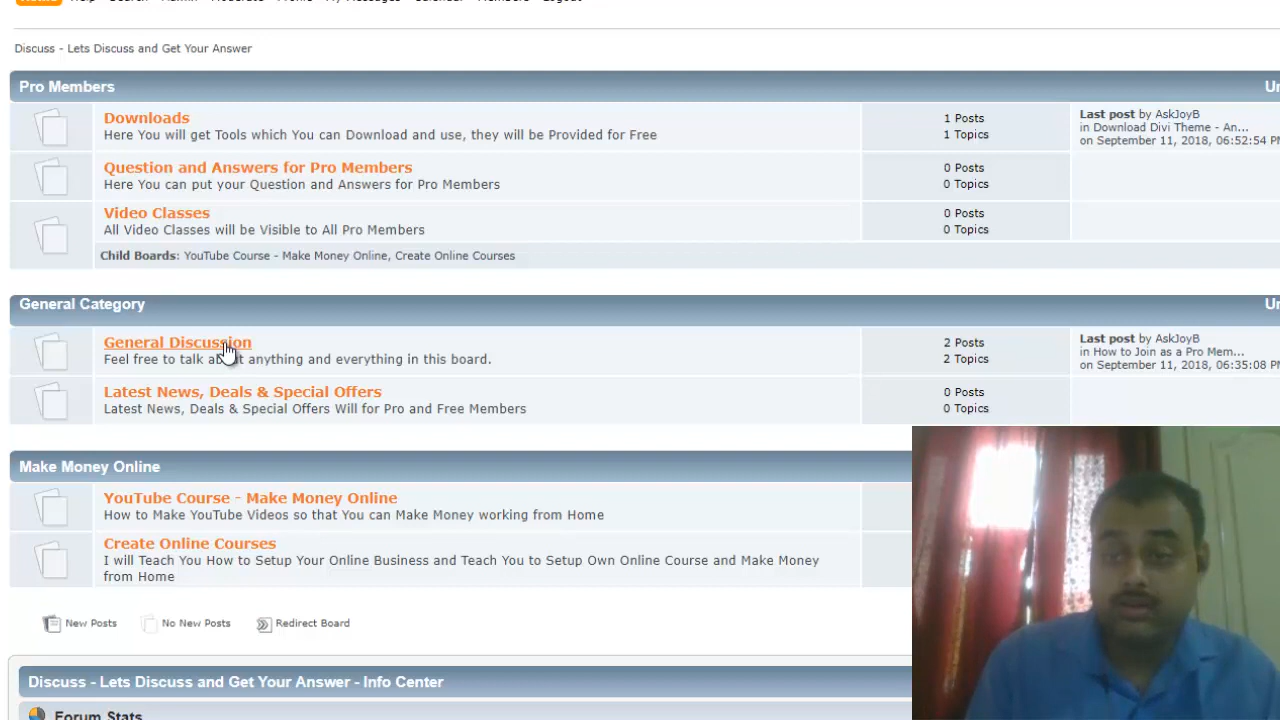 Home Help Search Admin Moderate Profile My Messages Calendar Members Logout
Discuss - Lets Discuss and Get Your Answer
Pro Members
Downloads
Here You will get Tools which You can Download and use, they will be Provided for Free
1 Posts
1 Topics
Last post by AskJoyB
in Download Divi Theme - An...
on September 11, 2018, 06:52:54 PM
Question and Answers for Pro Members
Here You can put your Question and Answers for Pro Members
0 Posts
0 Topics
Video Classes
All Video Classes will be Visible to All Pro Members
0 Posts
0 Topics
Child Boards: YouTube Course - Make Money Online, Create Online Courses
General Category
General Discussion
Feel free to talk about anything and everything in this board.
2 Posts
2 Topics
Last post by AskJoyB
in How to Join as a Pro Mem...
on September 11, 2018, 06:35:08 PM
Latest News, Deals & Special Offers
Latest News, Deals & Special Offers Will for Pro and Free Members
0 Posts
0 Topics
Make Money Online
YouTube Course - Make Money Online
How to Make YouTube Videos so that You can Make Money working from Home
Create Online Courses
I will Teach You How to Setup Your Online Business and Teach You to Setup Own Online Course and Make Money
from Home
New Posts No New Posts Redirect Board
Discuss - Lets Discuss and Get Your Answer - Info Center
Forum Stats